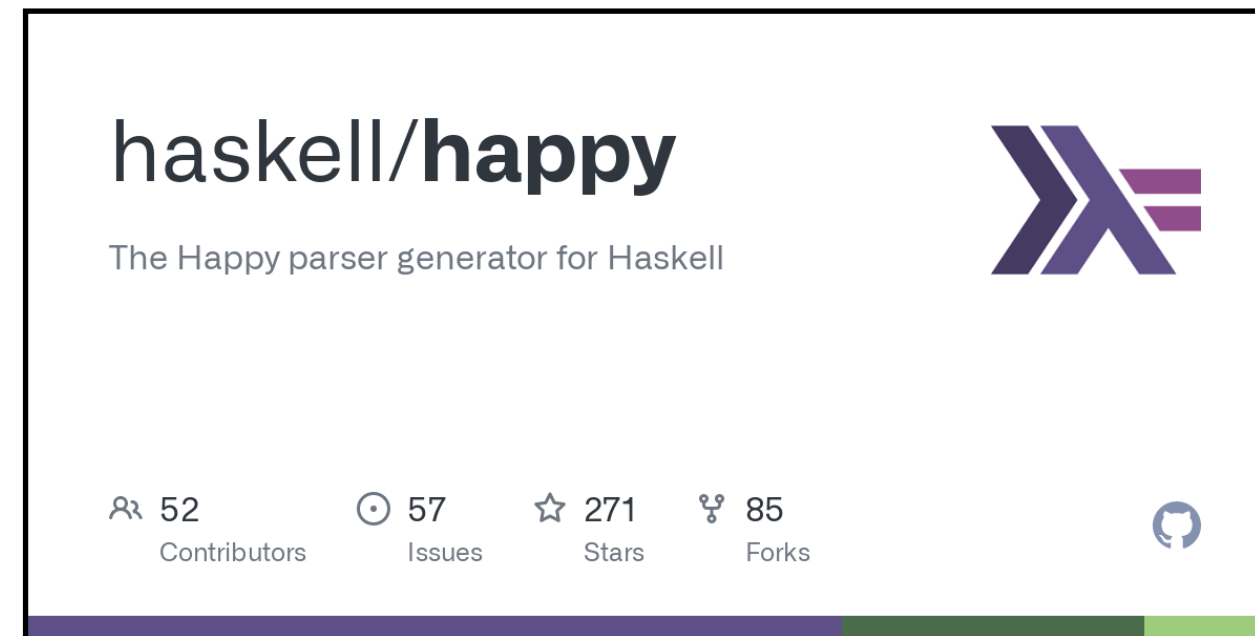 haskell/happy
The Happy parser generator for Haskell
52 57 271 85
Contributors Issues Stars Forks